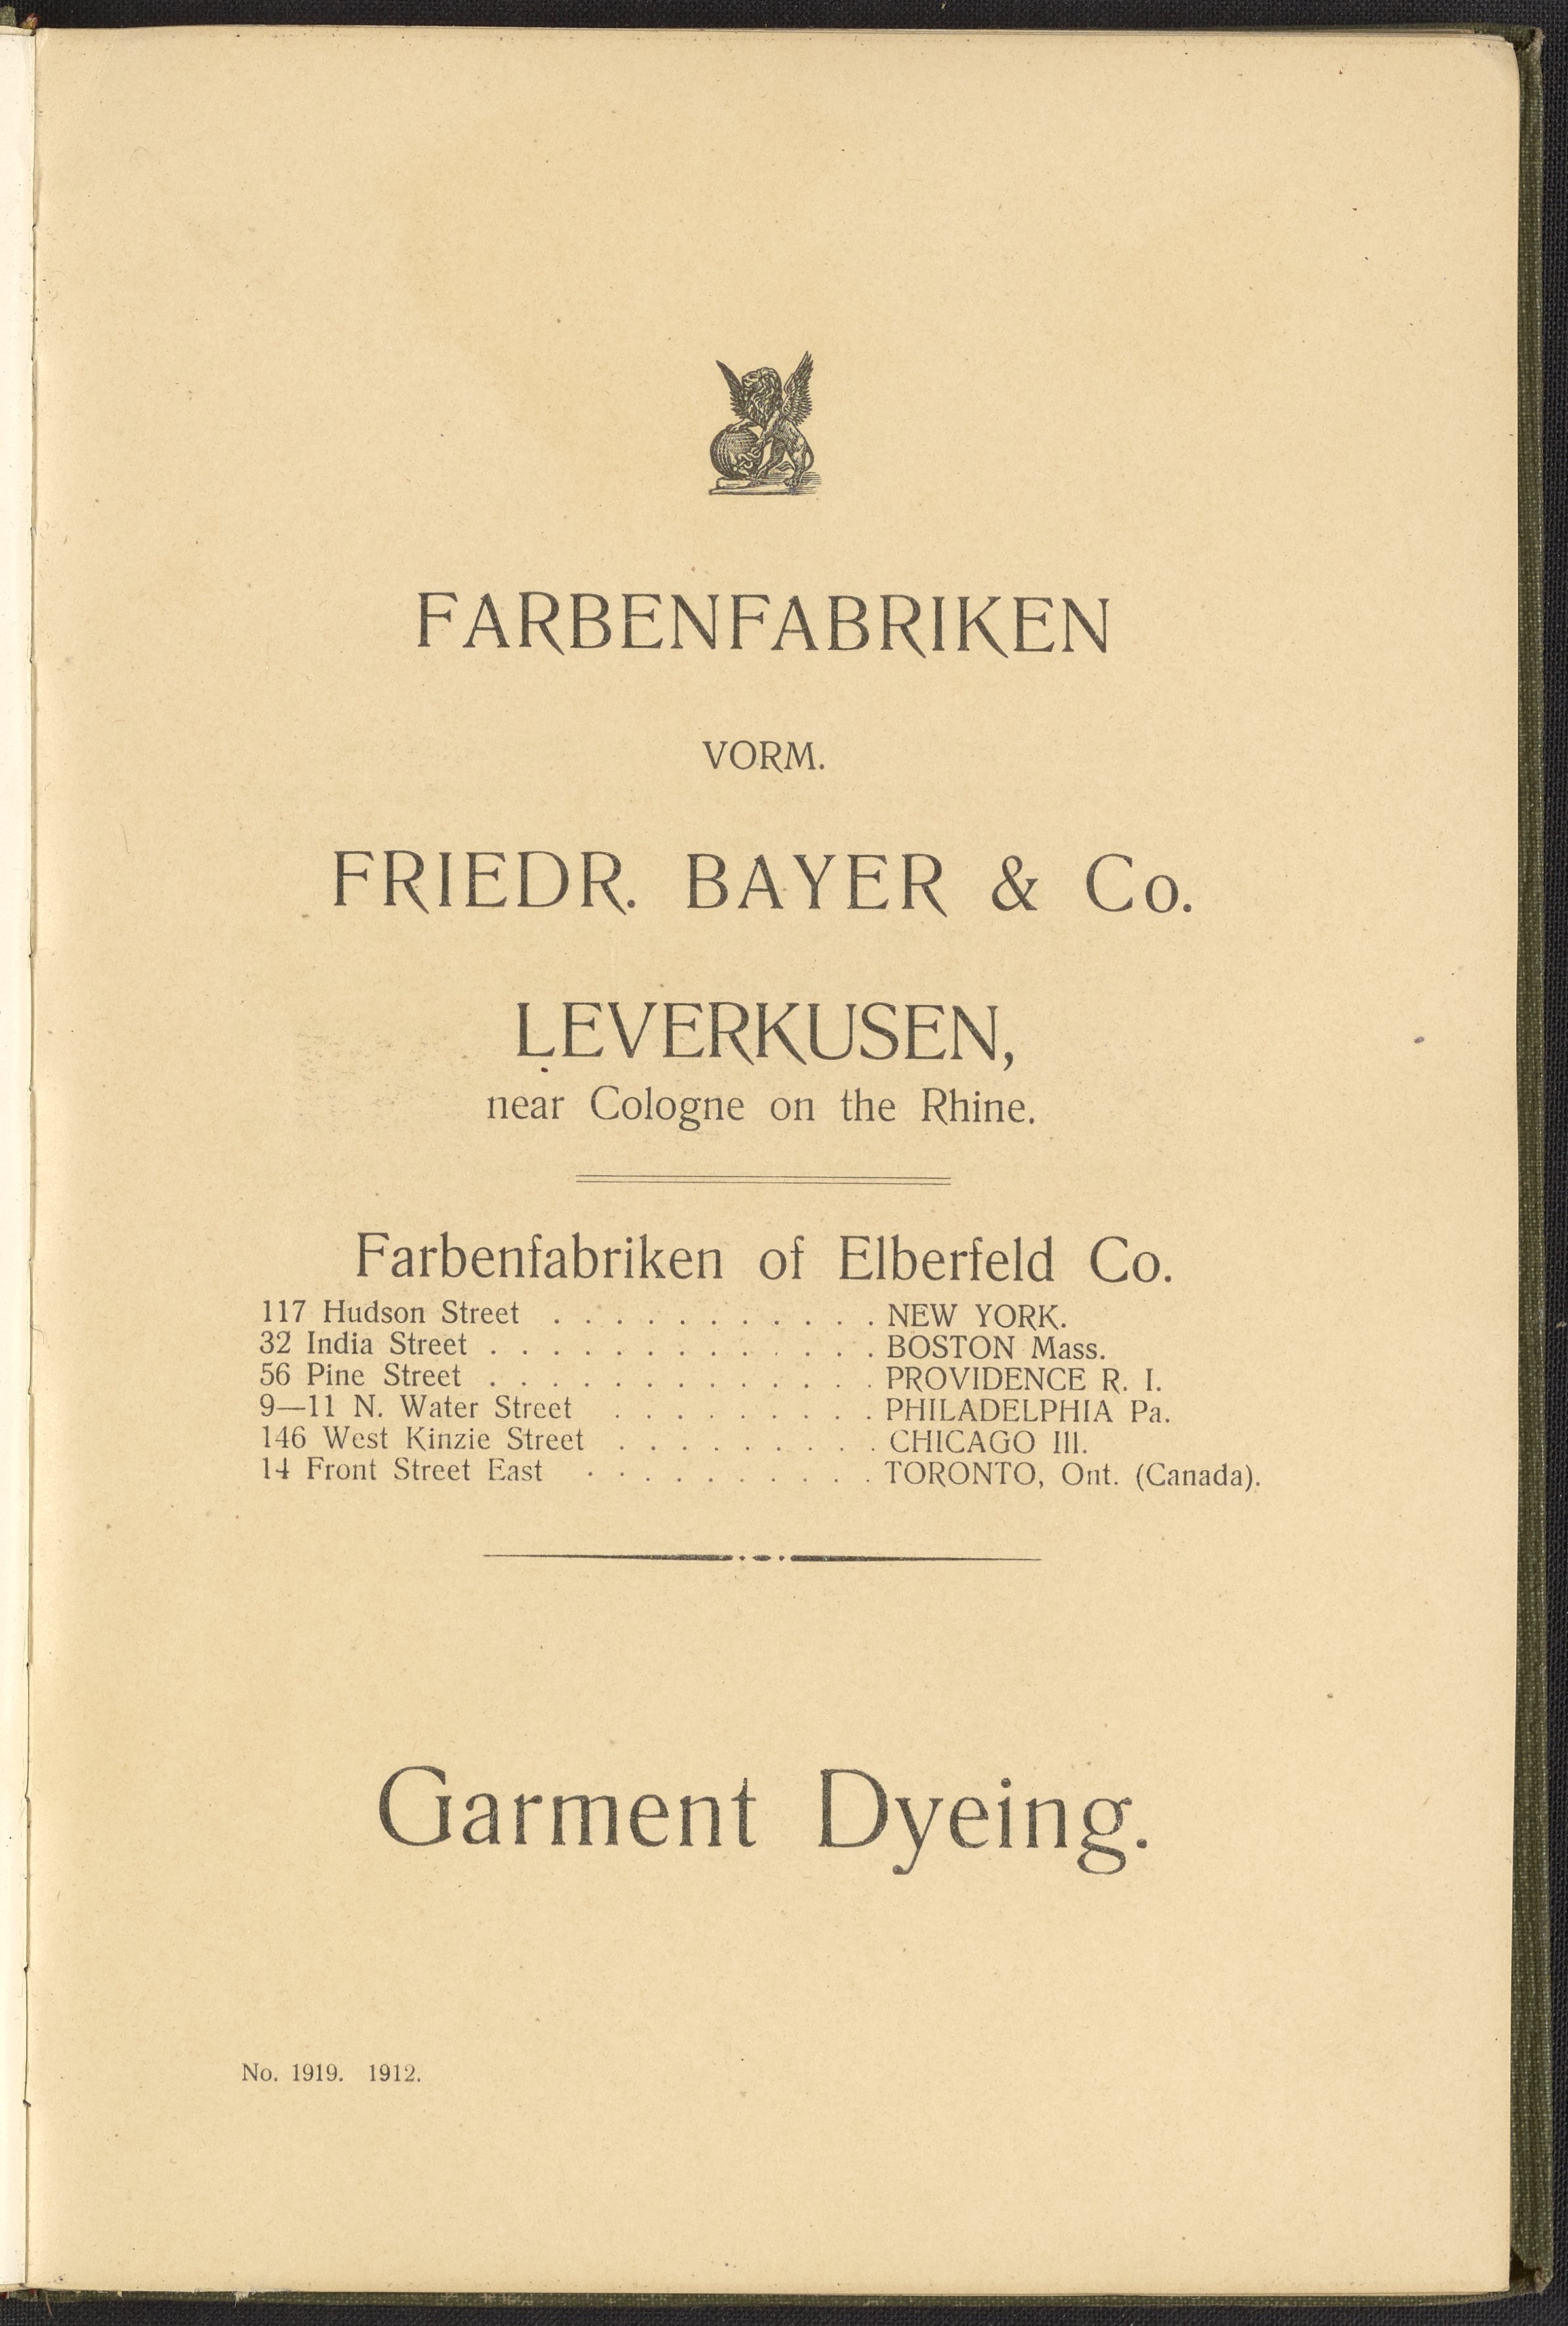 FARBENFABRIKEN
VORM.
FRIEDR. BAYER & Co.
LEVERKUSEN,
near Cologne on the Rhine.
Farbenfabriken of Elberfeld Co.
117 Hudson Street . . . . . . . . . . . NEW YORK.
32 India Street . . . . . . . . . . . . . BOSTON Mass.
56 Pine Street . . . . . . . . . . . . . PROVIDENCE R. I.
9—11 N. Water Street . . . . . . . . . PHILADELPHIA Pa.
146 West Kinzie Street . . . . . . . . . CHICAGO Ill.
14 Front Street East . . . . . . . . . . TORONTO, Ont. (Canada).
Garment Dyeing.
No. 1919. 1912.